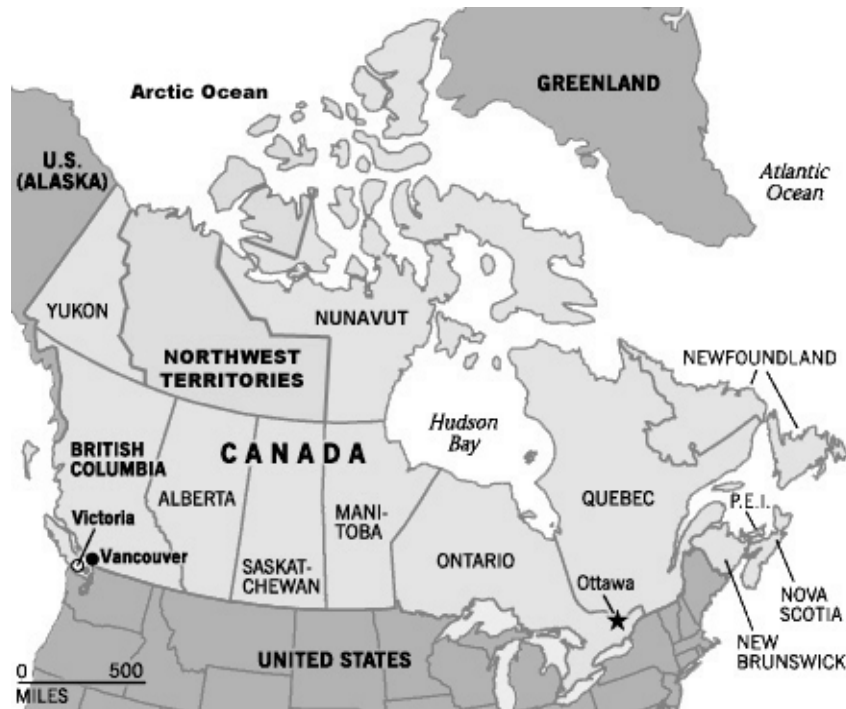 GREENLAND
Arctic Ocean
U.S.
(ALASKA)
Atlantic
Ocean
YUKON
NUNAVUT
NORTHWEST
TERRITORIES
NEWFOUNDLAND
Hudson
Bay
BRITISH
COLUMBIA
CANADA
ALBERTA
QUEBEC
P.E.I.
MANI-
TOBA
Victoria
Vancouver
SASKAT-
CHEWAN
ONTARIO
Ottawa
NOVA
SCOTIA
NEW
BRUNSWICK
UNITED STATES
0 500
MILES